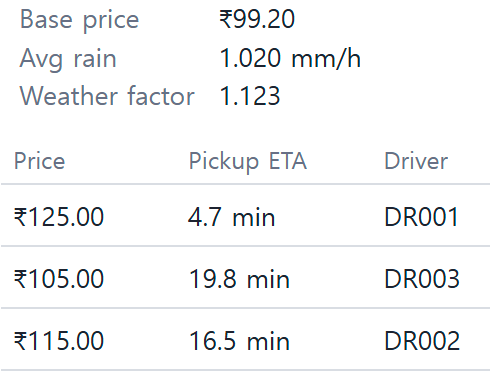 Base price ₹99.20
Avg rain 1.020 mm/h
Weather factor 1.123
Price Pickup ETA Driver
₹125.00 4.7 min DR001
₹105.00 19.8 min DR003
₹115.00 16.5 min DR002